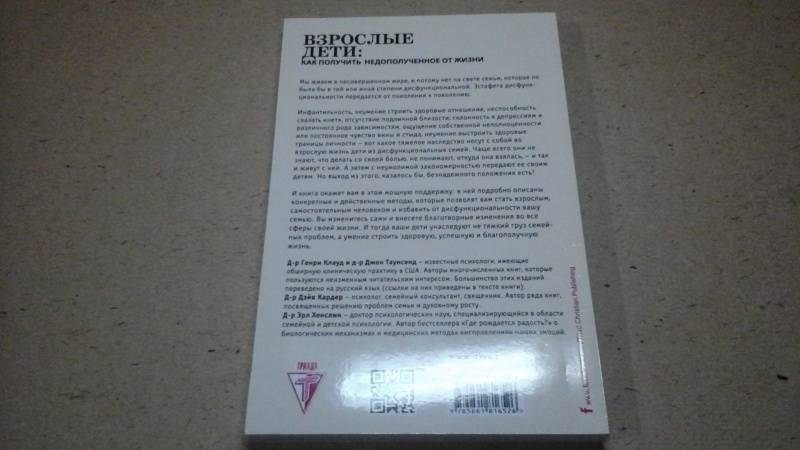 ВЗРОСЛЫЕ
ДЕТИ:
КАК ПОЛУЧИТЬ НЕДОПОЛУЧЕННОЕ ОТ ЖИЗНИ
Мы живем в несовершенном мире, и потому нет на свете семьи, которая не
была бы в той или иной степени дисфункциональной. Эстафета дисфунк-
циональности передается от поколения к поколению.
Инфантильность, неумение строить здоровые отношения, неспособность
сказать «нет», отсутствие подлинной близости, склонность к депрессиям и
различного рода зависимостям, ощущение собственной неполноценности
или постоянное чувство вины и стыда, неумение выстроить здоровые
границы личности – вот какое тяжелое наследство несут с собой во
взрослую жизнь дети из дисфункциональных семей. Чаще всего они не
знают, что делать со своей болью, не понимают, откуда она взялась, – и так
и живут с ней. А затем с неумолимой закономерностью передают ее своим
детям. Но выход из этого, казалось бы, безнадежного положения есть!
И книга окажет вам в этом мощную поддержку: в ней подробно описаны
конкретные и действенные методы, которые позволят вам стать взрослым,
самостоятельным человеком и избавить от дисфункциональности вашу
семью. Вы изменитесь сами и внесете благотворные изменения во все
сферы своей жизни. И тогда ваши дети унаследуют не тяжкий груз семей-
ных проблем, а умение строить здоровую, успешную и благополучную
жизнь.
Д-р Генри Клауд и д-р Джон Таунсенд – известные психологи, имеющие
обширную клиническую практику в США. Авторы многочисленных книг, которые
пользуются неизменным читательским интересом. Большинство этих изданий
переведено на русский язык (ссылки на них приведены в тексте книги).
Д-р Дэйв Кардер – психолог, семейный консультант, священник. Автор ряда книг,
посвященных решению проблем семьи и духовному росту.
Д-р Эрл Хенслин – доктор психологических наук, специализирующийся в области
семейной и детской психологии. Автор бестселлера «Где рождается радость?» о
биологических механизмах и медицинских методах «исправления» наших эмоций.
ТРИАДА
Christian Publishing